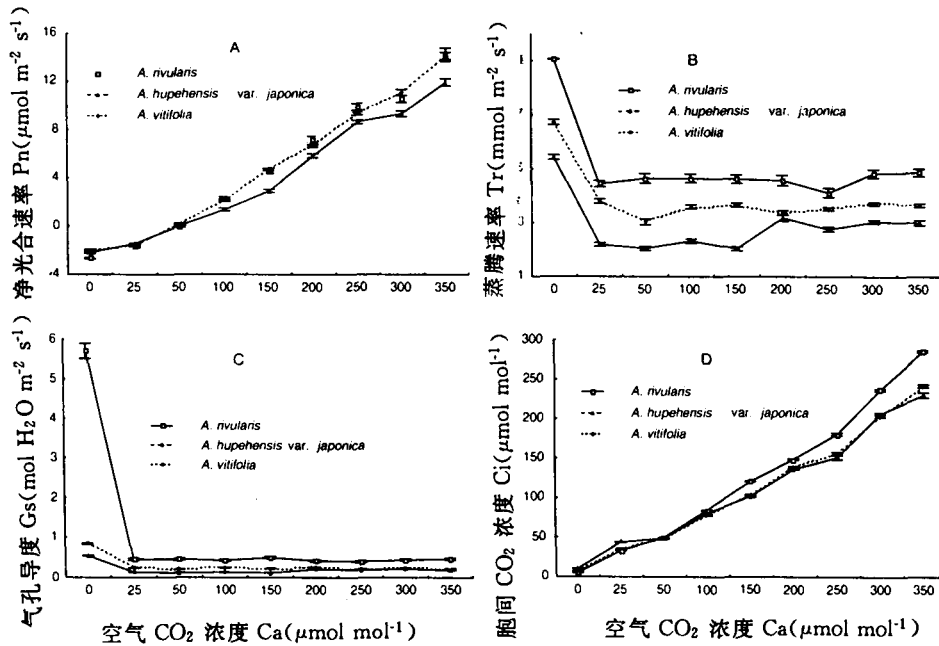 净光合速率 Pn(μmol m⁻² s⁻¹)
16
12
8
4
0
-4
A
A. rivularis
A. hupehensis var. japonica
A. vitifolia
0 25 50 100 150 200 250 300 350
蒸腾速率 Tr(mmol m⁻² s⁻¹)
3
1
B
A. rivularis
A. hupehensis var. japonica
A. vitifolia
0 25 50 100 150 200 250 300 350
气孔导度 Gs(mol H₂O m⁻² s⁻¹)
6
5
4
3
2
1
0
C
A. rivularis
A. hupehensis var. japonica
A. vitifolia
0 25 50 100 150 200 250 300 350
空气 CO₂ 浓度 Ca(μmol mol⁻¹)
胞间 CO₂ 浓度 Ci(μmol mol⁻¹)
300
250
200
150
100
50
0
D
A. rivularis
A. hupehensis var. japonica
A. vitifolia
0 25 50 100 150 200 250 300 350
空气 CO₂ 浓度 Ca(μmol mol⁻¹)